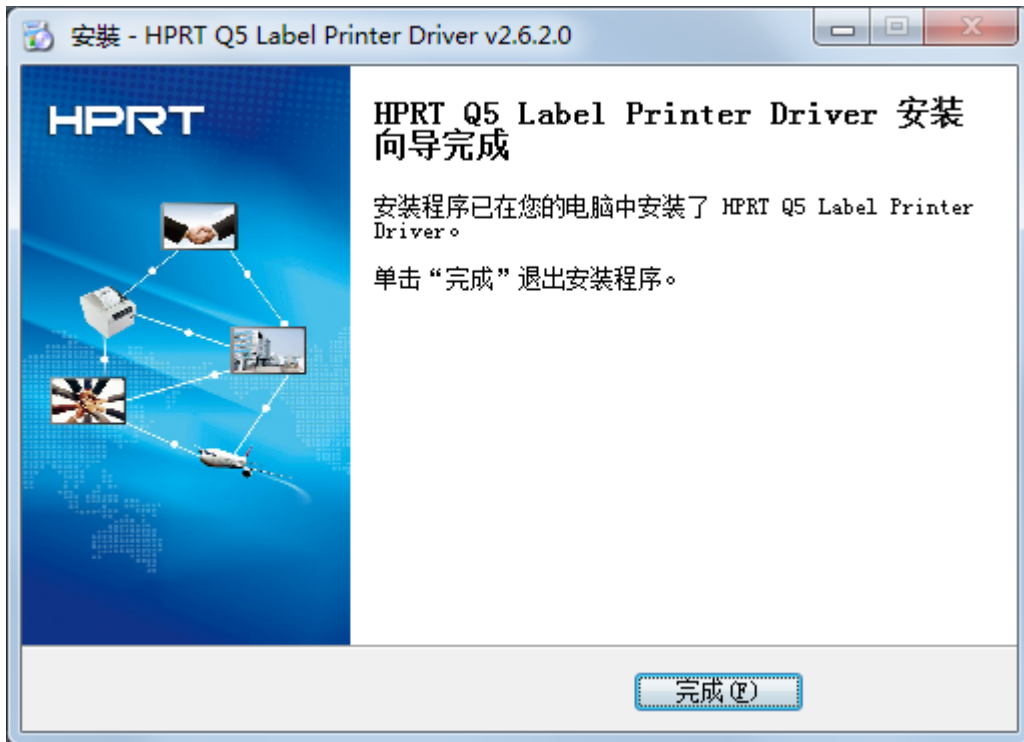 安裝 - HPRT Q5 Label Printer Driver v2.6.2.0
HPRT
HPRT Q5 Label Printer Driver 安装
向导完成
安装程序已在您的电脑中安装了 HPRT Q5 Label Printer
Driver。
单击“完成”退出安装程序。
完成(F)